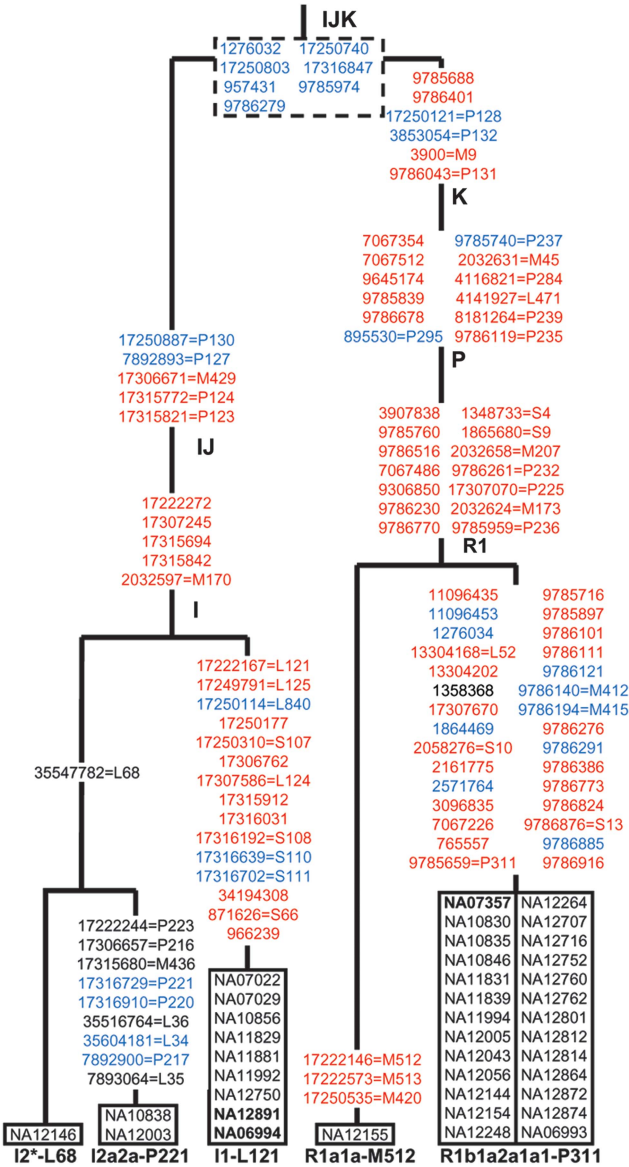 IJK
1276032 17250740
17250803 17316847
957431 9785974
9786279
9785688
9786401
17250121=P128
3853054=P132
3900=M9
9786043=P131
K
7067354 9785740=P237
7067512 2032631=M45
9645174 4116821=P284
9785839 4141927=L471
9786678 8181264=P239
895530=P295 9786119=P235
P
17250887=P130
7892893=P127
17306671=M429
17315772=P124
17315821=P123
IJ
3907838 1348733=S4
9785760 1865680=S9
9786516 2032658=M207
7067486 9786261=P232
9306850 17307070=P225
9786230 2032624=M173
9786770 9785959=P236
R1
17222272
17307245
17315694
17315842
2032597=M170
I
11096435 9785716
11096453 9785897
1276034 9786101
13304168=L52 9786111
13304202 9786121
1358368 9786140=M412
17307670 9786194=M415
1864469 9786276
2058276=S10 9786291
2161775 9786386
2571764 9786773
3096835 9786824
7067226 9786876=S13
765557 9786885
9785659=P311 9786916
17222167=L121
17249791=L125
17250114=L840
17250177
17250310=S107
17306762
17307586=L124
17315912
17316031
17316192=S108
17316639=S110
17316702=S111
34194308
871626=S66
966239
35547782=L68
17222244=P223
17306657=P216
17315680=M436
17316729=P221
17316910=P220
35516764=L36
35604181=L34
7892900=P217
7893064=L35
17222146=M512
17222573=M513
17250535=M420
NA12146
NA10838
NA12003
NA07022
NA07029
NA10856
NA11829
NA11881
NA11992
NA12750
NA12891
NA06994
NA12155
NA07357 NA12264
NA10830 NA12707
NA10835 NA12716
NA10846 NA12752
NA11831 NA12760
NA11839 NA12762
NA11994 NA12801
NA12005 NA12812
NA12043 NA12814
NA12056 NA12864
NA12144 NA12872
NA12154 NA12874
NA12248 NA06993
I2*-L68 I2a2a-P221 I1-L121 R1a1a-M512 R1b1a2a1a1-P311